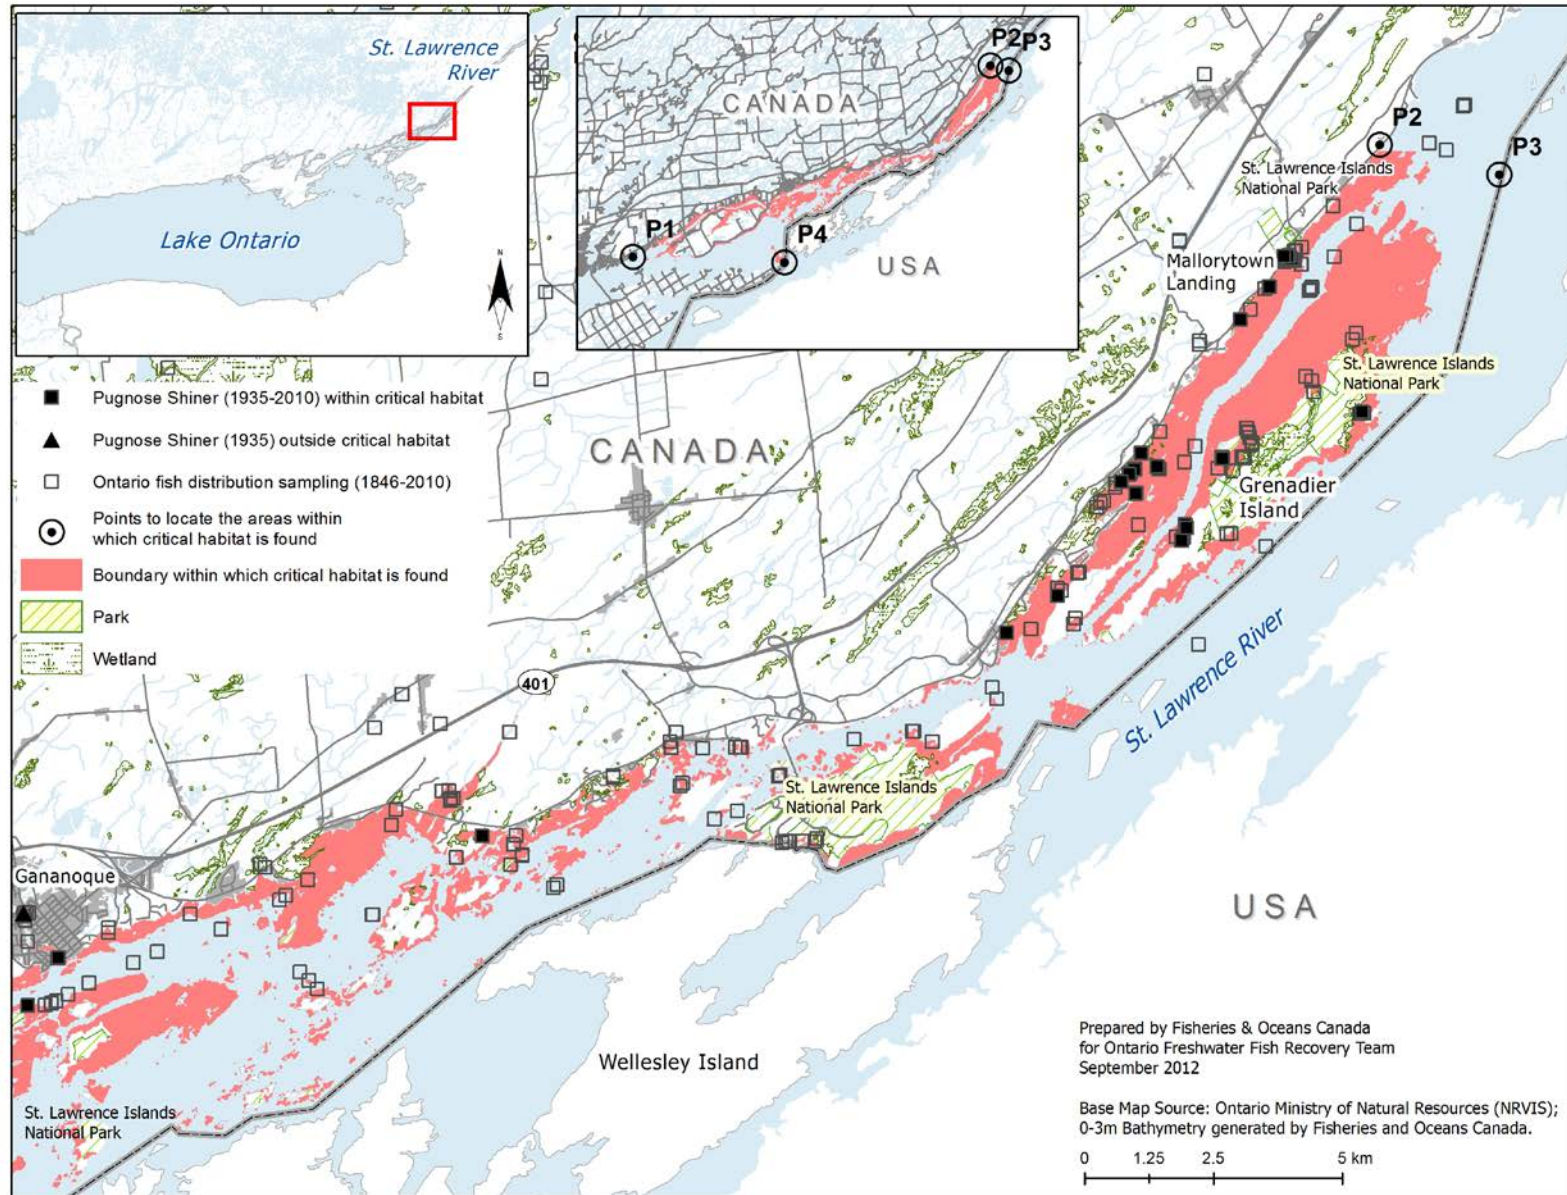 St. Lawrence
River
Lake Ontario
N
S
CANADA
USA
P1
P2
P3
P4
Pugnose Shiner (1935-2010) within critical habitat
Pugnose Shiner (1935) outside critical habitat
Ontario fish distribution sampling (1846-2010)
Points to locate the areas within
which critical habitat is found
Boundary within which critical habitat is found
Park
Wetland
P2
P3
St. Lawrence Islands
National Park
Mallorytown
Landing
St. Lawrence Islands
National Park
CANADA
Grenadier
Island
St. Lawrence River
401
St. Lawrence Islands
National Park
Gananoque
USA
Wellesley Island
St. Lawrence Islands
National Park
Prepared by Fisheries & Oceans Canada
for Ontario Freshwater Fish Recovery Team
September 2012
Base Map Source: Ontario Ministry of Natural Resources (NRVIS);
0-3m Bathymetry generated by Fisheries and Oceans Canada.
0 1.25 2.5 5 km